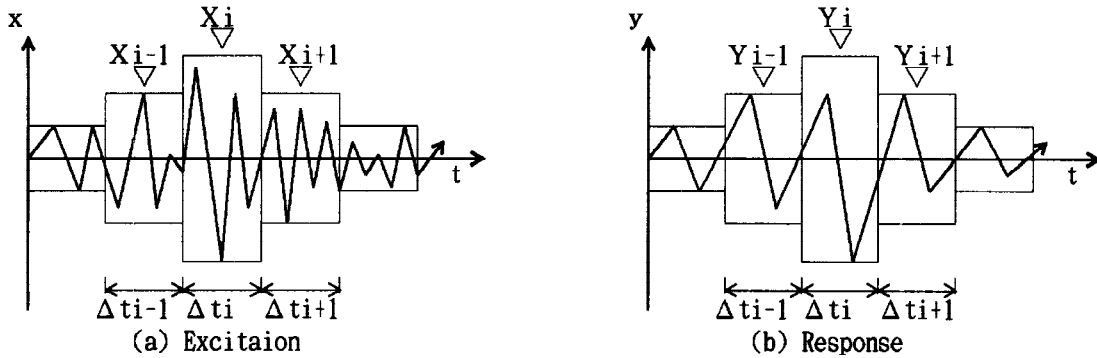 x
Xi
Xi-1
Xi+1
t
Δti-1 Δti Δti+1
(a) Excitaion
y
Yi
Yi-1
Yi+1
t
Δti-1 Δti Δti+1
(b) Response